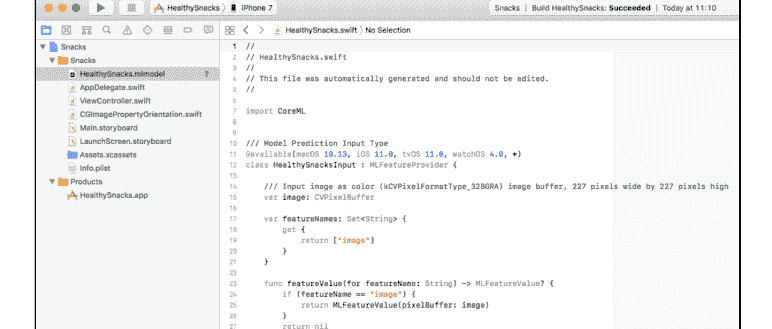 HealthySnacks
iPhone 7
Snacks | Build HealthySnacks: Succeeded | Today at 11:10
HealthySnacks.swift
No Selection
Snacks
Snacks
HealthySnacks.mlmodel ?
AppDelegate.swift
ViewController.swift
CGImagePropertyOrientation.swift
Main.storyboard
LaunchScreen.storyboard
Assets.xcassets
Info.plist
Products
HealthySnacks.app
1 //
2 // HealthySnacks.swift
3 //
4 // This file was automatically generated and should not be edited.
5 //
6
7 import CoreML
8
9
10 /// Model Prediction Input Type
11 @available(macOS 10.13, iOS 11.0, tvOS 11.0, watchOS 4.0, *)
12 class HealthySnacksInput : MLFeatureProvider {
13
14 /// Input image as color (kCVPixelFormatType_32BGRA) image buffer, 227 pixels wide by 227 pixels high
15 var image: CVPixelBuffer
16
17 var featureNames: Set<String> {
18 get {
19 return ["image"]
20 }
21 }
22
23 func featureValue(for featureName: String) -> MLFeatureValue? {
24 if (featureName == "image") {
25 return MLFeatureValue(pixelBuffer: image)
26 }
27 return nil